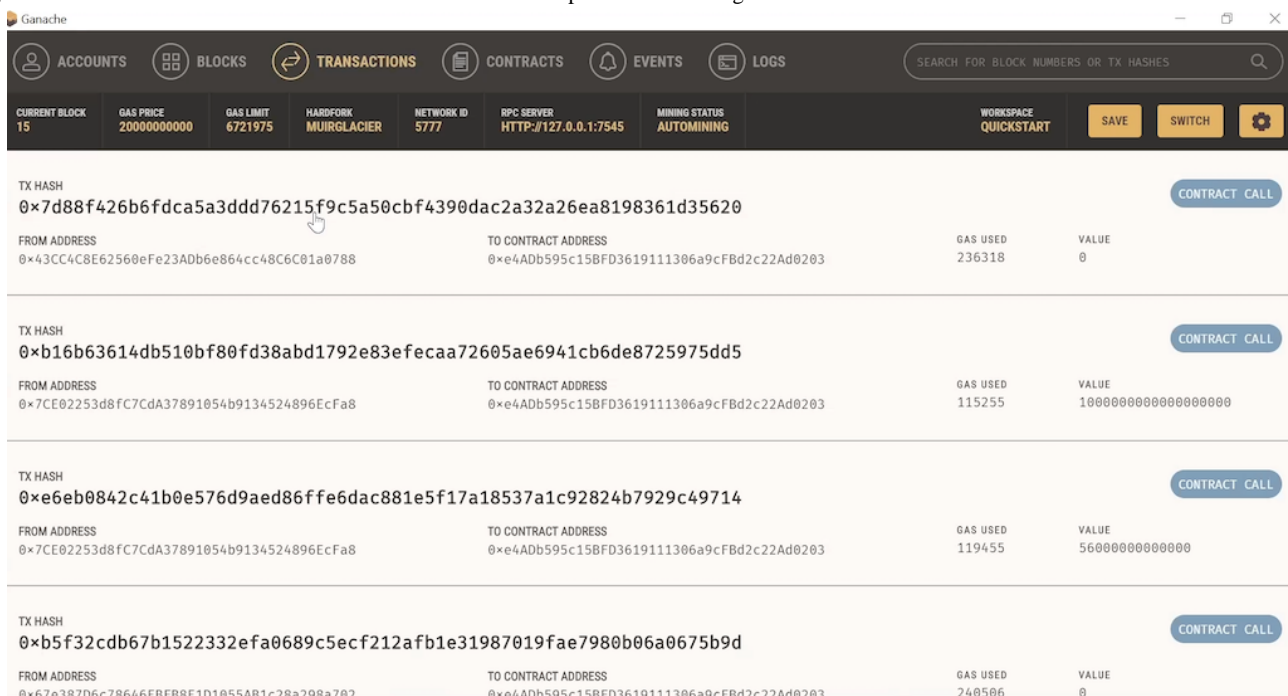 Ganache
ACCOUNTS BLOCKS TRANSACTIONS CONTRACTS EVENTS LOGS SEARCH FOR BLOCK NUMBERS OR TX HASHES
CURRENT BLOCK GAS PRICE GAS LIMIT HARDFORK NETWORK ID RPC SERVER MINING STATUS WORKSPACE
15 20000000000 6721975 MUIRGLACIER 5777 HTTP://127.0.0.1:7545 AUTOMINING QUICKSTART SAVE SWITCH
TX HASH
0×7d88f426b6fdca5a3ddd76215f9c5a50cbf4390dac2a32a26ea8198361d35620 CONTRACT CALL
FROM ADDRESS TO CONTRACT ADDRESS GAS USED VALUE
0×43CC4C8E62560eFe23ADb6e864cc48C6C01a0788 0×e4ADb595c15BFD3619111306a9cFBd2c22Ad0203 236318 0
TX HASH
0×b16b63614db510bf80fd38abd1792e83efecaa72605ae6941cb6de8725975dd5 CONTRACT CALL
FROM ADDRESS TO CONTRACT ADDRESS GAS USED VALUE
0×7CE02253d8fC7CdA37891054b9134524896EcFa8 0×e4ADb595c15BFD3619111306a9cFBd2c22Ad0203 115255 1000000000000000000
TX HASH
0×e6eb0842c41b0e576d9aed86ffe6dac881e5f17a18537a1c92824b7929c49714 CONTRACT CALL
FROM ADDRESS TO CONTRACT ADDRESS GAS USED VALUE
0×7CE02253d8fC7CdA37891054b9134524896EcFa8 0×e4ADb595c15BFD3619111306a9cFBd2c22Ad0203 119455 56000000000000
TX HASH
0×b5f32cdb67b1522332efa0689c5ecf212afb1e31987019fae7980b06a0675b9d CONTRACT CALL
FROM ADDRESS TO CONTRACT ADDRESS GAS USED VALUE
0×e4ADb595c15BFD3619111306a9cFBd2c22Ad0203 240506 0